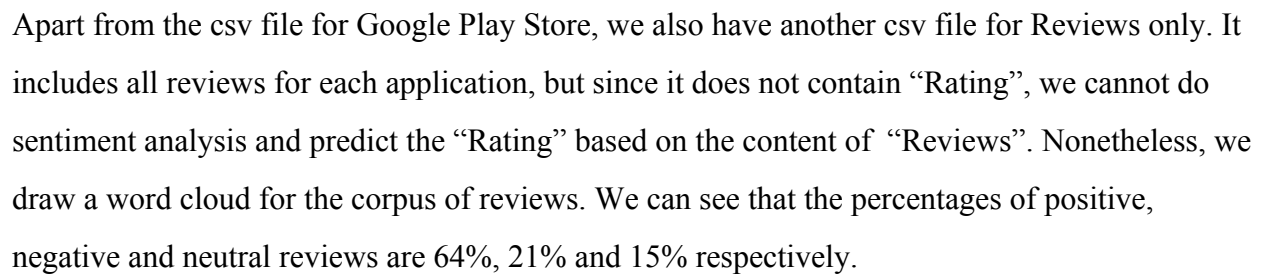 Apart from the csv file for Google Play Store, we also have another csv file for Reviews only. It
includes all reviews for each application, but since it does not contain “Rating”, we cannot do
sentiment analysis and predict the “Rating” based on the content of  “Reviews”. Nonetheless, we
draw a word cloud for the corpus of reviews. We can see that the percentages of positive,
negative and neutral reviews are 64%, 21% and 15% respectively.